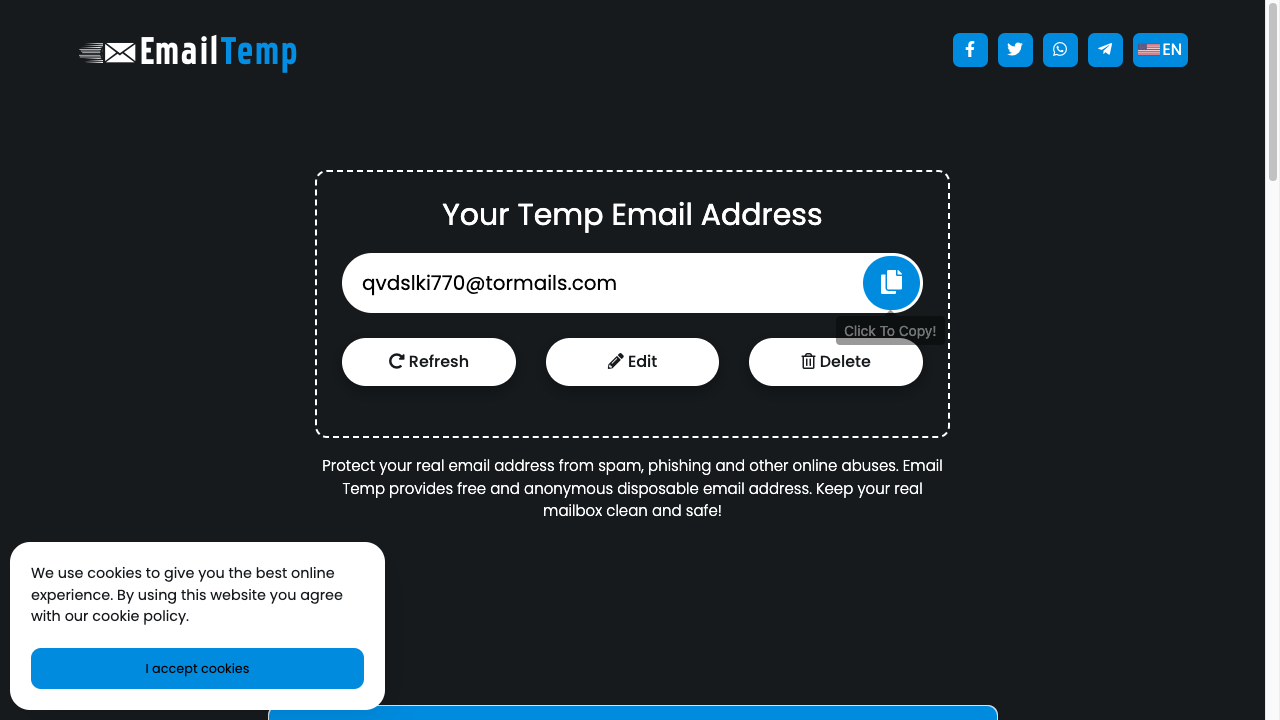 EmailTemp
EN
Your Temp Email Address
qvdslki770@tormails.com
Click To Copy!
Refresh
Edit
Delete
Protect your real email address from spam, phishing and other online abuses. Email
Temp provides free and anonymous disposable email address. Keep your real
mailbox clean and safe!
We use cookies to give you the best online
experience. By using this website you agree
with our cookie policy.
I accept cookies